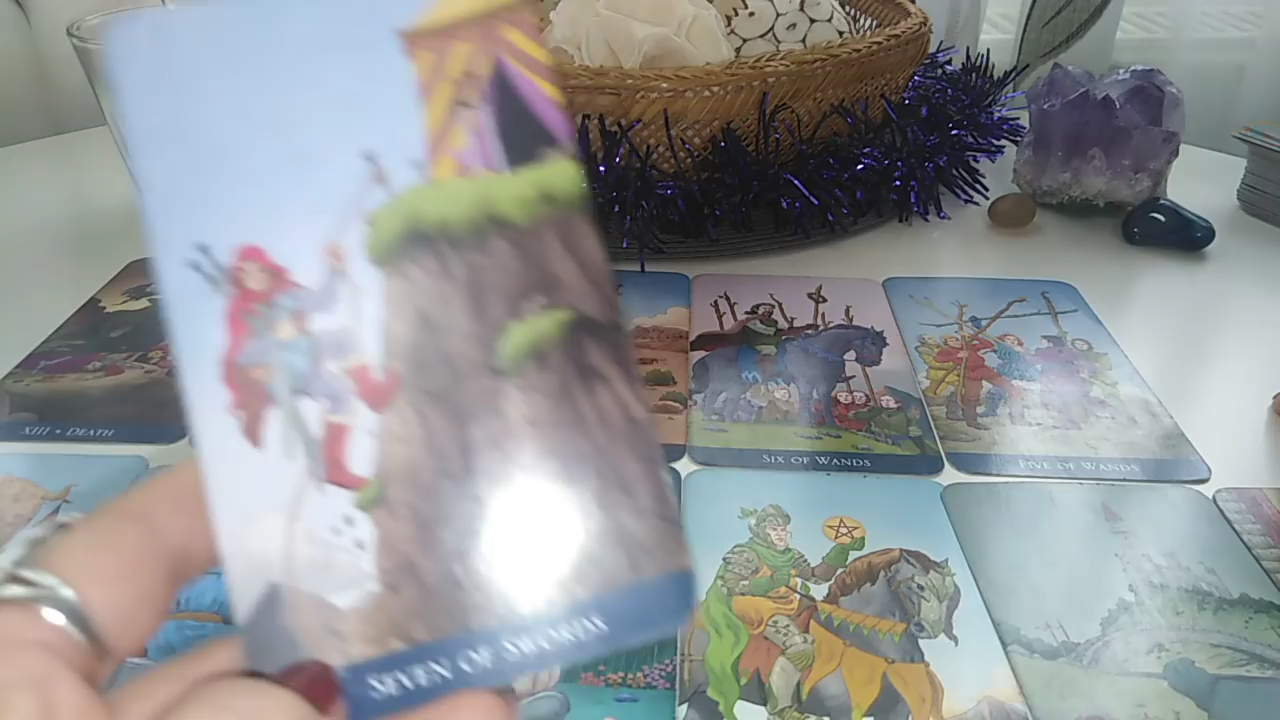 XIII • DEATH
SIX OF WANDS
FIVE OF WANDS
SEVEN OF SWORDS